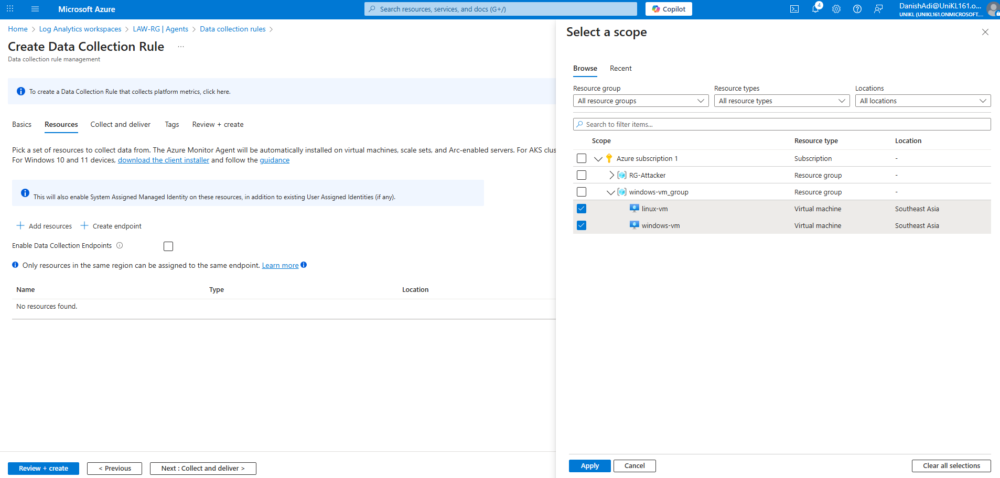 Microsoft Azure
Search resources, services, and docs (G+/)
Copilot
4
DanishAdi@UniKL161.o...
UNIKL (UNIKL161.ONMICROSOFT....
Home > Log Analytics workspaces > LAW-RG | Agents > Data collection rules >
Create Data Collection Rule ...
Data collection rule management
To create a Data Collection Rule that collects platform metrics, click here.
Basics Resources Collect and deliver Tags Review + create
Pick a set of resources to collect data from. The Azure Monitor Agent will be automatically installed on virtual machines, scale sets, and Arc-enabled servers. For AKS clus
For Windows 10 and 11 devices, download the client installer and follow the guidance
This will also enable System Assigned Managed Identity on these resources, in addition to existing User Assigned Identities (if any).
Add resources Create endpoint
Enable Data Collection Endpoints
Only resources in the same region can be assigned to the same endpoint. Learn more
Name Type Location
No resources found.
Review + create < Previous Next : Collect and deliver >
Select a scope
Browse Recent
Resource group Resource types Locations
All resource groups All resource types All locations
Search to filter items...
Scope Resource type Location
Azure subscription 1 Subscription -
RG-Attacker Resource group -
windows-vm_group Resource group -
linux-vm Virtual machine Southeast Asia
windows-vm Virtual machine Southeast Asia
Apply Cancel Clear all selections